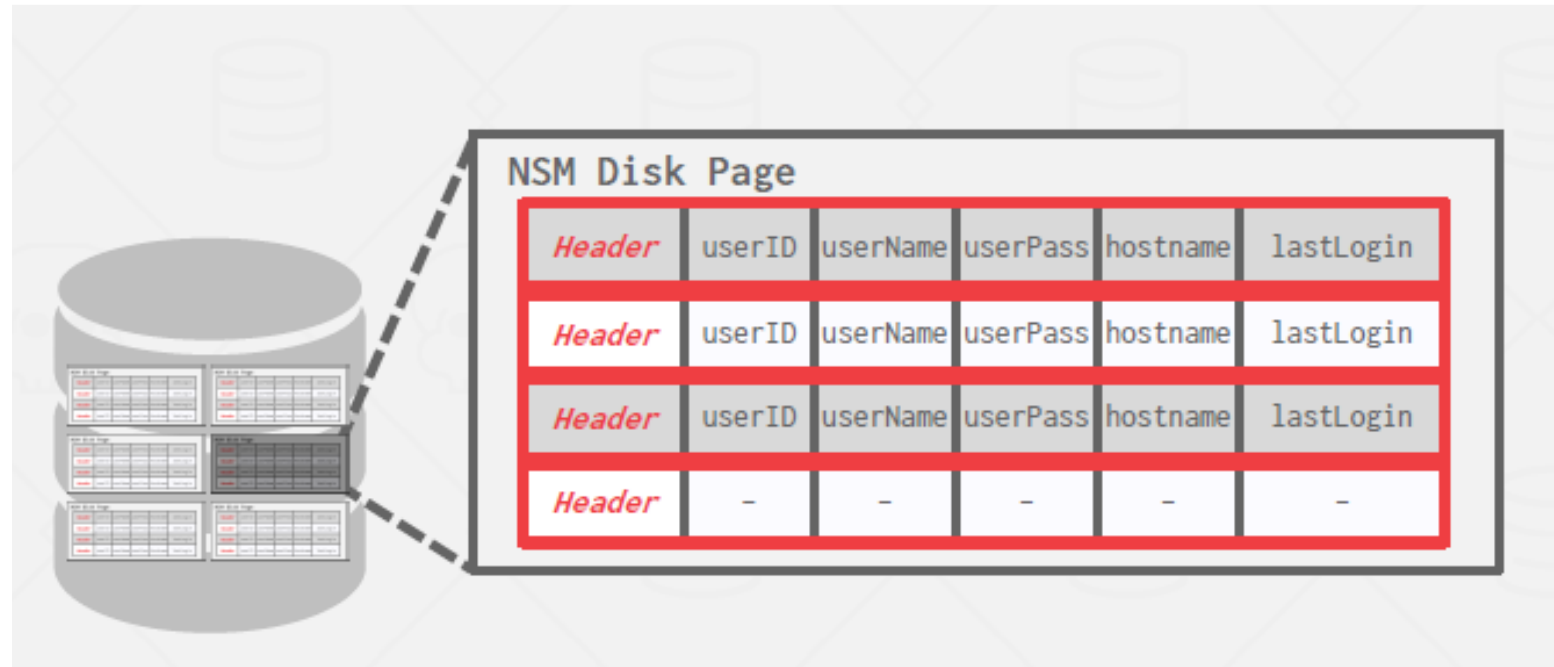 NSM Disk Page
Header userID userName userPass hostname lastLogin
Header userID userName userPass hostname lastLogin
Header userID userName userPass hostname lastLogin
Header - - - - -